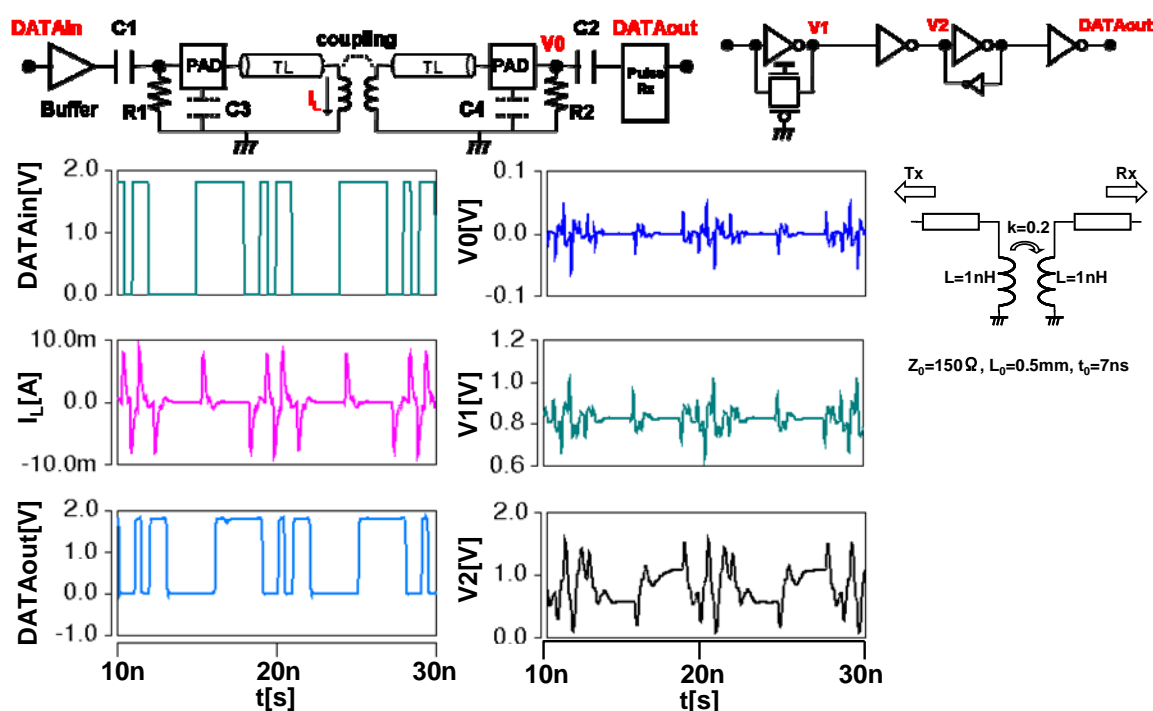 DATAin C1 coupling V0 C2 DATAout V1 V2 DATAout
PAD TL TL PAD Pulse Rx
Buffer R1 C3 I_L C4 R2
2.0
1.0
0.0
DATAin[V]
0.1
0.0
-0.1
V0[V]
Tx Rx
k=0.2
L=1nH L=1nH
Z₀=150Ω, L₀=0.5mm, t₀=7ns
10.0m
0.0
-10.0m
I_L[A]
1.2
1.0
0.8
0.6
V1[V]
2.0
1.0
0.0
-1.0
DATAout[V]
10n 20n 30n
t[s]
2.0
1.0
0.0
V2[V]
10n 20n 30n
t[s]